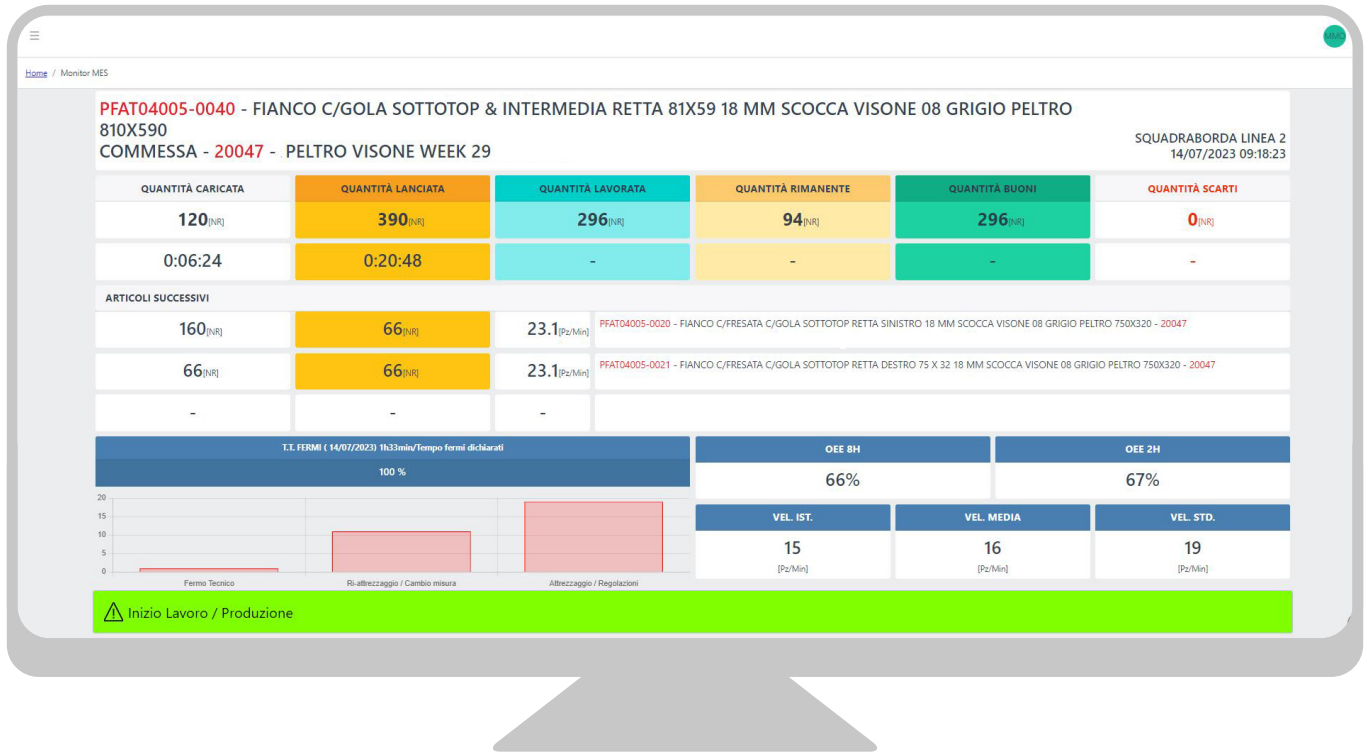 MMO
Home / Monitor MES
PFAT04005-0040 - FIANCO C/GOLA SOTTOTOP & INTERMEDIA RETTA 81X59 18 MM SCOCCA VISONE 08 GRIGIO PELTRO
810X590
COMMESSA - 20047 - PELTRO VISONE WEEK 29
SQUADRABORDA LINEA 2
14/07/2023 09:18:23
QUANTITÀ CARICATA QUANTITÀ LANCIATA QUANTITÀ LAVORATA QUANTITÀ RIMANENTE QUANTITÀ BUONI QUANTITÀ SCARTI
120[NR] 390[NR] 296[NR] 94[NR] 296[NR] 0[NR]
0:06:24 0:20:48 - - - -
ARTICOLI SUCCESSIVI
160[NR] 66[NR] 23.1[Pz/Min] PFAT04005-0020 - FIANCO C/FRESATA C/GOLA SOTTOTOP RETTA SINISTRO 18 MM SCOCCA VISONE 08 GRIGIO PELTRO 750X320 - 20047
66[NR] 66[NR] 23.1[Pz/Min] PFAT04005-0021 - FIANCO C/FRESATA C/GOLA SOTTOTOP RETTA DESTRO 75 X 32 18 MM SCOCCA VISONE 08 GRIGIO PELTRO 750X320 - 20047
- - -
T.T. FERMI ( 14/07/2023) 1h33min/Tempo fermi dichiarati
100 %
20
15
10
5
0
Fermo Tecnico Ri-attrezzaggio / Cambio misura Attrezzaggio / Regolazioni
OEE 8H OEE 2H
66% 67%
VEL. IST. VEL. MEDIA VEL. STD.
15 16 19
[Pz/Min] [Pz/Min] [Pz/Min]
Inizio Lavoro / Produzione